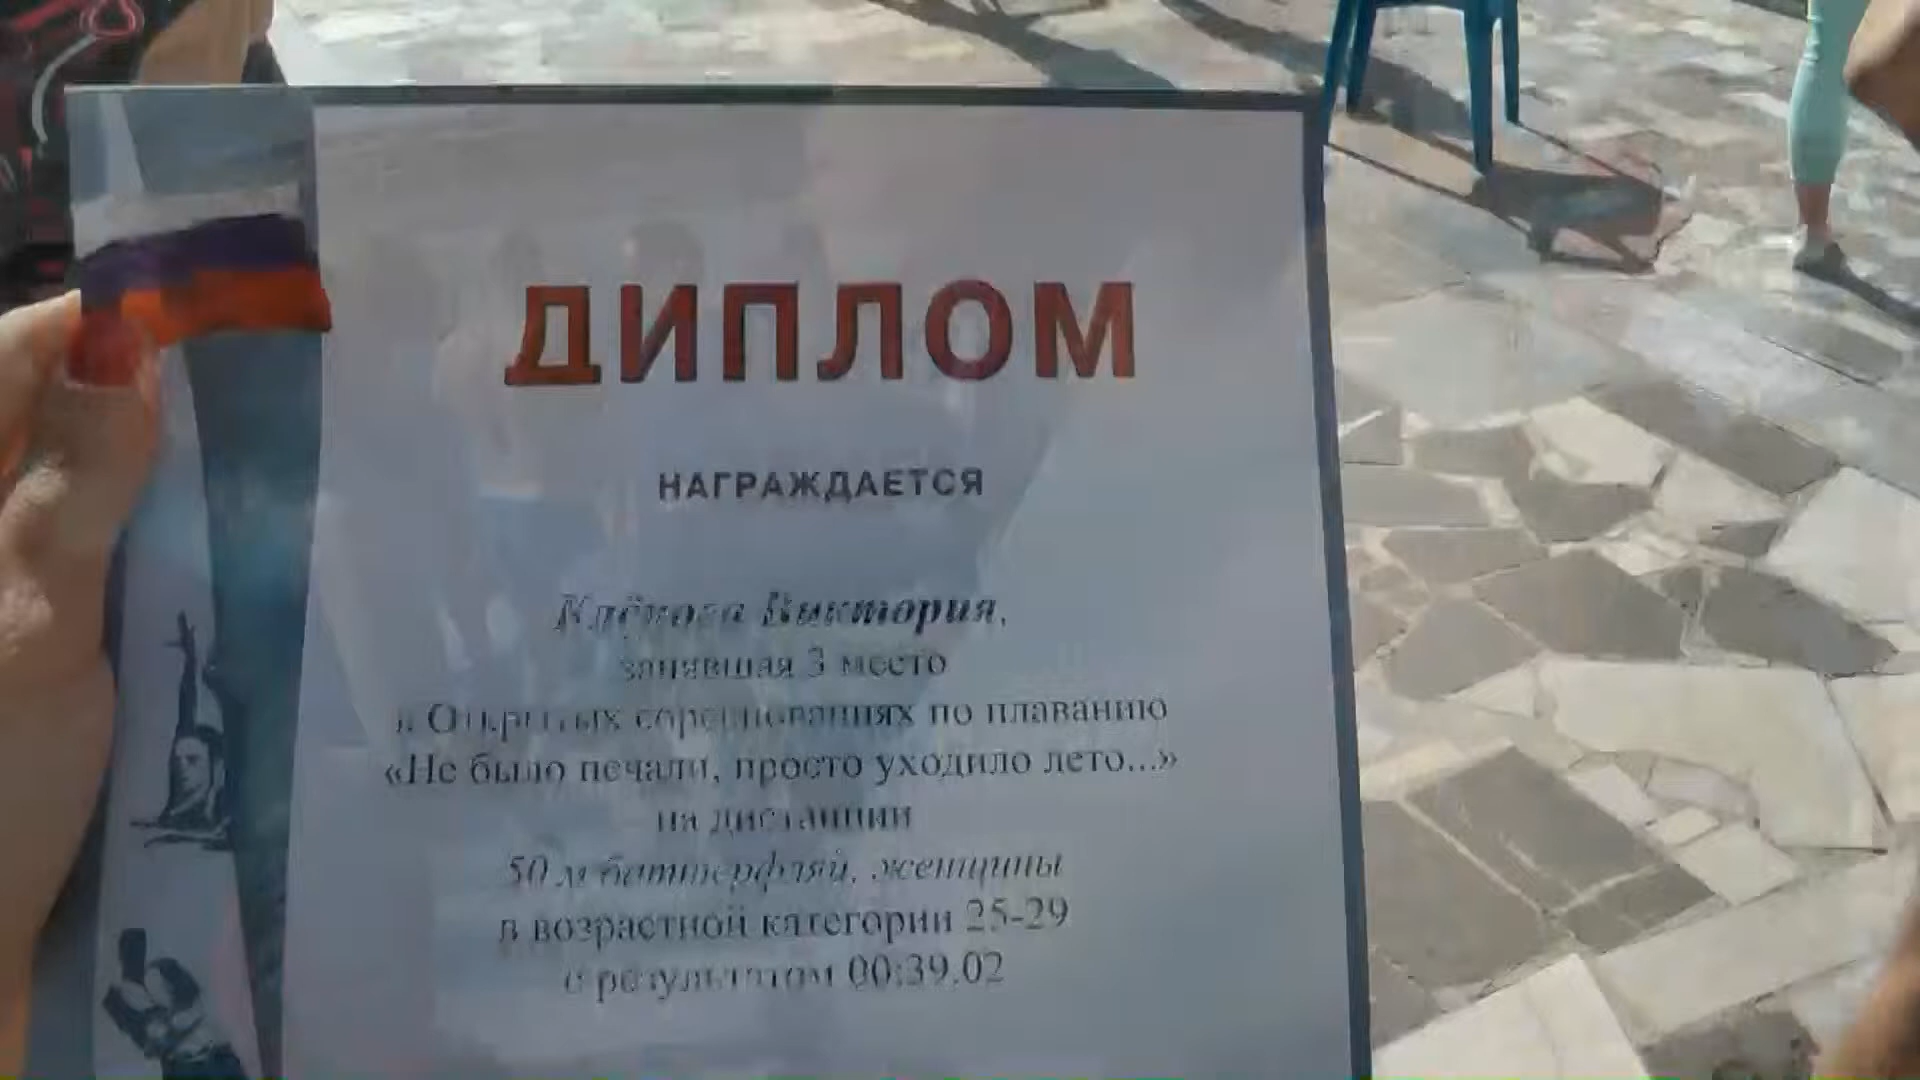 ДИПЛОМ
НАГРАЖДАЕТСЯ
Виктория,
занявшая 3 место
в Открытых соревнованиях по плаванию
«Не было печали, просто уходило лето...»
на дистанции
50 м баттерфляй, женщины
в возрастной категории 25-29
с результатом 00:39.02